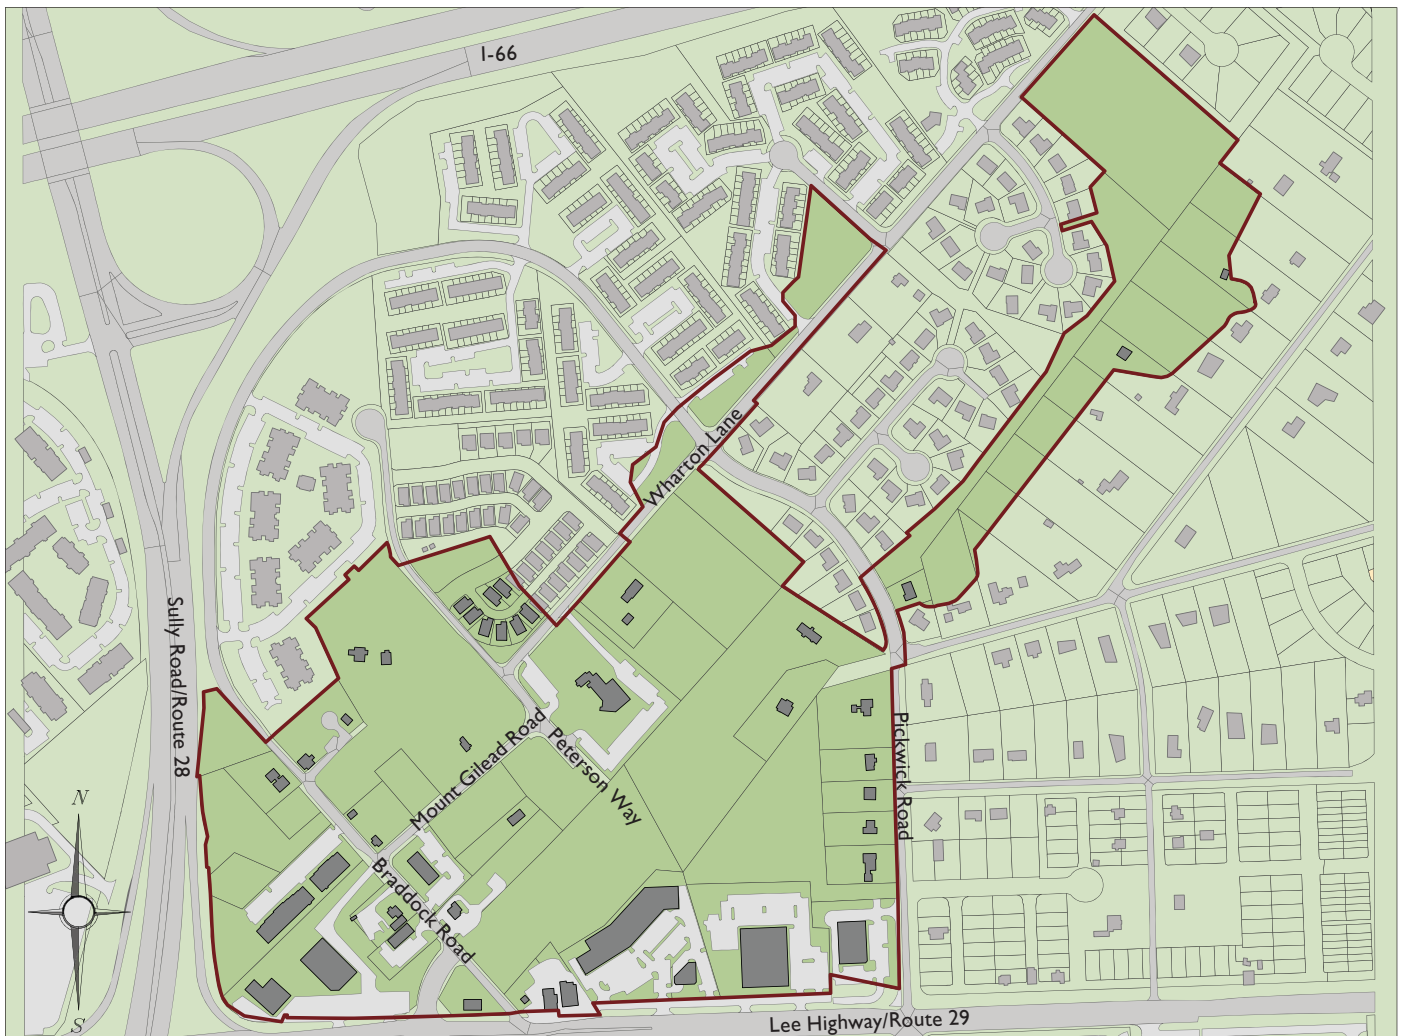 I-66
Wharton Lane
Sully Road/Route 28
Mount Gilead Road
Peterson Way
Pickwick Road
Braddock Road
N
S
Lee Highway/Route 29